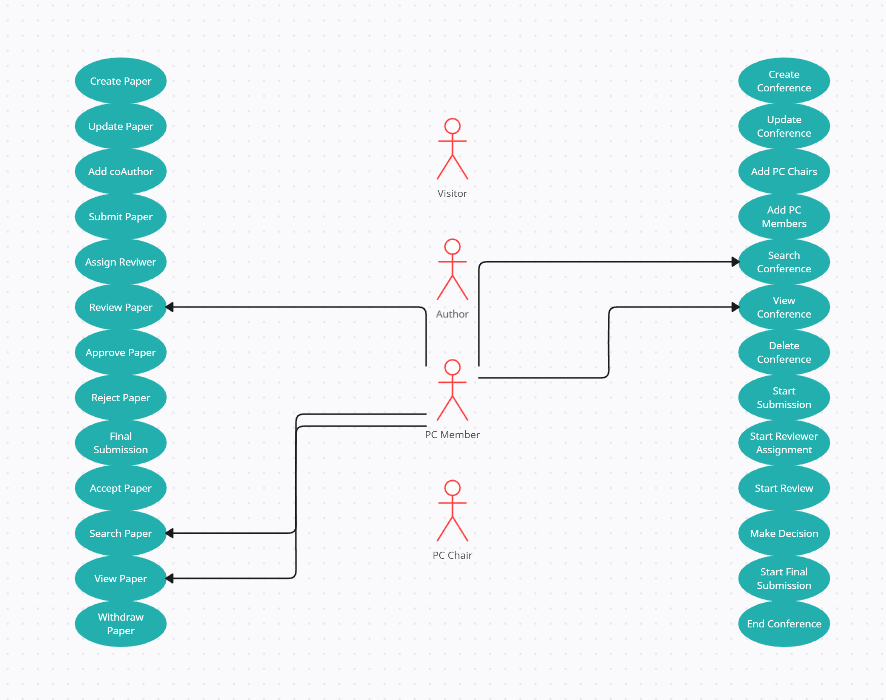 Create Paper
Update Paper
Add coAuthor
Submit Paper
Assign Reviwer
Review Paper
Approve Paper
Reject Paper
Final
Submission
Accept Paper
Search Paper
View Paper
Withdraw
Paper
Visitor
Author
PC Member
PC Chair
Create
Conference
Update
Conference
Add PC Chairs
Add PC
Members
Search
Conference
View
Conference
Delete
Conference
Start
Submission
Start Reviewer
Assignment
Start Review
Make Decision
Start Final
Submission
End Conference